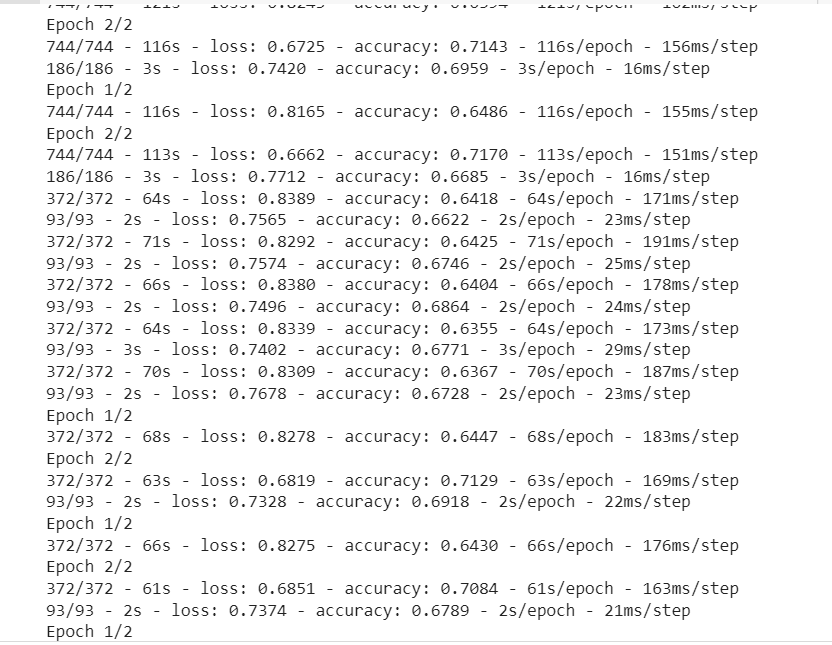 744/744 - 121s - loss: 0.8245 - accuracy: 0.6394 - 121s/epoch - 162ms/step
Epoch 2/2
744/744 - 116s - loss: 0.6725 - accuracy: 0.7143 - 116s/epoch - 156ms/step
186/186 - 3s - loss: 0.7420 - accuracy: 0.6959 - 3s/epoch - 16ms/step
Epoch 1/2
744/744 - 116s - loss: 0.8165 - accuracy: 0.6486 - 116s/epoch - 155ms/step
Epoch 2/2
744/744 - 113s - loss: 0.6662 - accuracy: 0.7170 - 113s/epoch - 151ms/step
186/186 - 3s - loss: 0.7712 - accuracy: 0.6685 - 3s/epoch - 16ms/step
372/372 - 64s - loss: 0.8389 - accuracy: 0.6418 - 64s/epoch - 171ms/step
93/93 - 2s - loss: 0.7565 - accuracy: 0.6622 - 2s/epoch - 23ms/step
372/372 - 71s - loss: 0.8292 - accuracy: 0.6425 - 71s/epoch - 191ms/step
93/93 - 2s - loss: 0.7574 - accuracy: 0.6746 - 2s/epoch - 25ms/step
372/372 - 66s - loss: 0.8380 - accuracy: 0.6404 - 66s/epoch - 178ms/step
93/93 - 2s - loss: 0.7496 - accuracy: 0.6864 - 2s/epoch - 24ms/step
372/372 - 64s - loss: 0.8339 - accuracy: 0.6355 - 64s/epoch - 173ms/step
93/93 - 3s - loss: 0.7402 - accuracy: 0.6771 - 3s/epoch - 29ms/step
372/372 - 70s - loss: 0.8309 - accuracy: 0.6367 - 70s/epoch - 187ms/step
93/93 - 2s - loss: 0.7678 - accuracy: 0.6728 - 2s/epoch - 23ms/step
Epoch 1/2
372/372 - 68s - loss: 0.8278 - accuracy: 0.6447 - 68s/epoch - 183ms/step
Epoch 2/2
372/372 - 63s - loss: 0.6819 - accuracy: 0.7129 - 63s/epoch - 169ms/step
93/93 - 2s - loss: 0.7328 - accuracy: 0.6918 - 2s/epoch - 22ms/step
Epoch 1/2
372/372 - 66s - loss: 0.8275 - accuracy: 0.6430 - 66s/epoch - 176ms/step
Epoch 2/2
372/372 - 61s - loss: 0.6851 - accuracy: 0.7084 - 61s/epoch - 163ms/step
93/93 - 2s - loss: 0.7374 - accuracy: 0.6789 - 2s/epoch - 21ms/step
Epoch 1/2